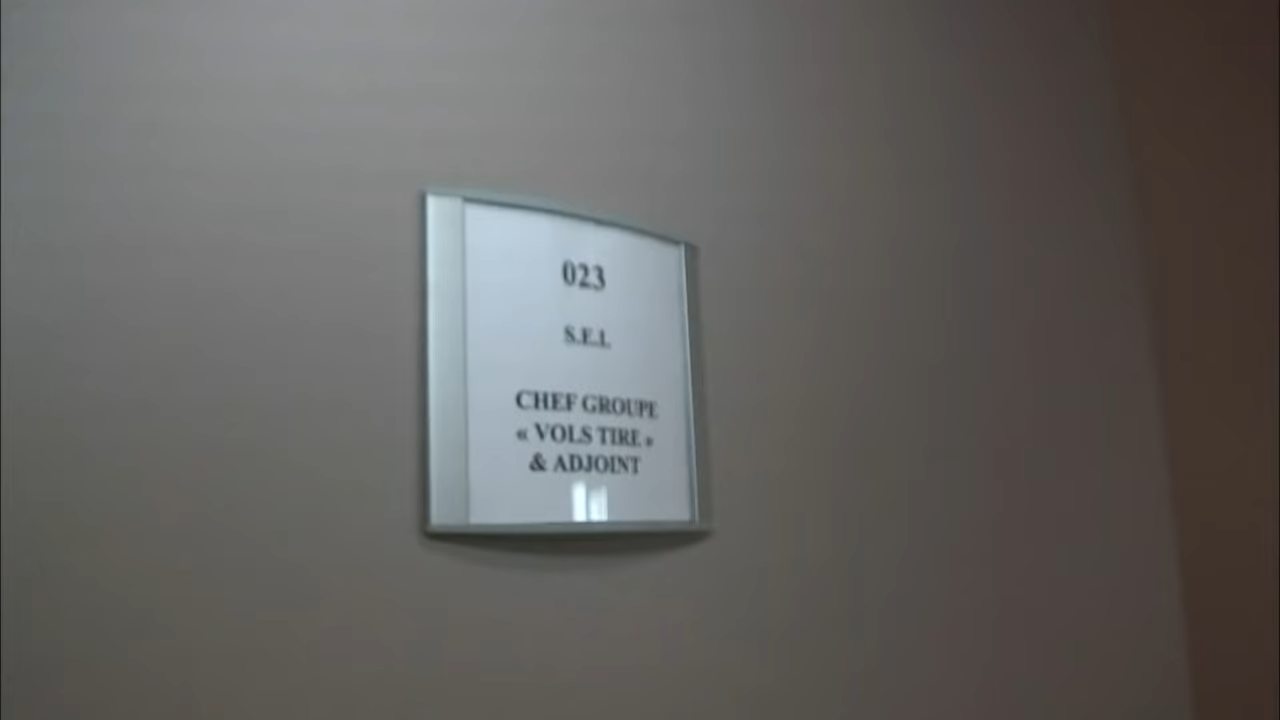 023
S.E.I.
CHEF GROUPE
« VOLS TIRE »
& ADJOINT